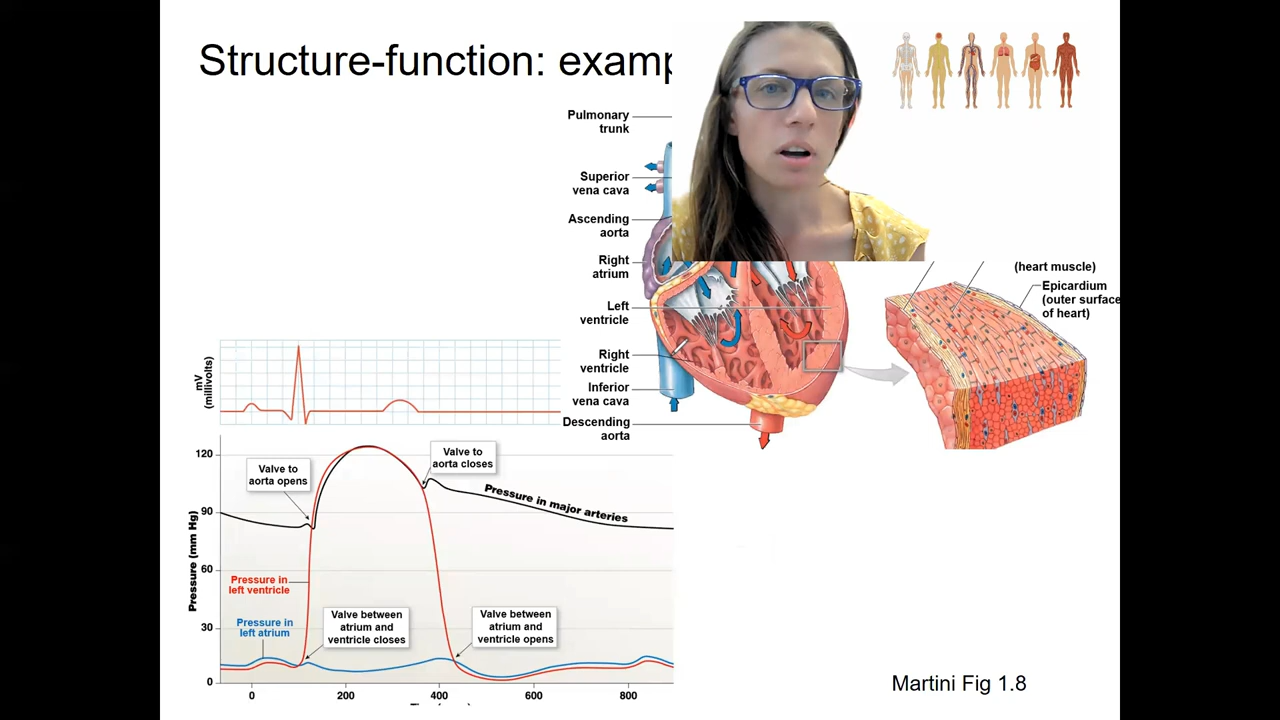 Structure-function: examp
Pulmonary
trunk
Superior
vena cava
Ascending
aorta
Right
atrium
Left
ventricle
Right
ventricle
Inferior
vena cava
Descending
aorta
(heart muscle)
Epicardium
(outer surface
of heart)
mV
(millivolts)
Pressure (mm Hg)
120
90
60
30
0
Valve to
aorta opens
Valve to
aorta closes
Pressure in major arteries
Pressure in
left ventricle
Pressure in
left atrium
Valve between
atrium and
ventricle closes
Valve between
atrium and
ventricle opens
0 200 400 600 800
Martini Fig 1.8